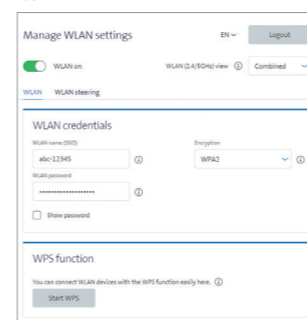 Manage WLAN settings EN Logout
WLAN on WLAN (2.4/5GHz) view Combined
WLAN WLAN steering
WLAN credentials
WLAN name (SSID) Encryption
abc-12345 WPA2
WLAN password
••••••••••••••••••
Show password
WPS function
You can connect WLAN devices with the WPS function easily here.
Start WPS